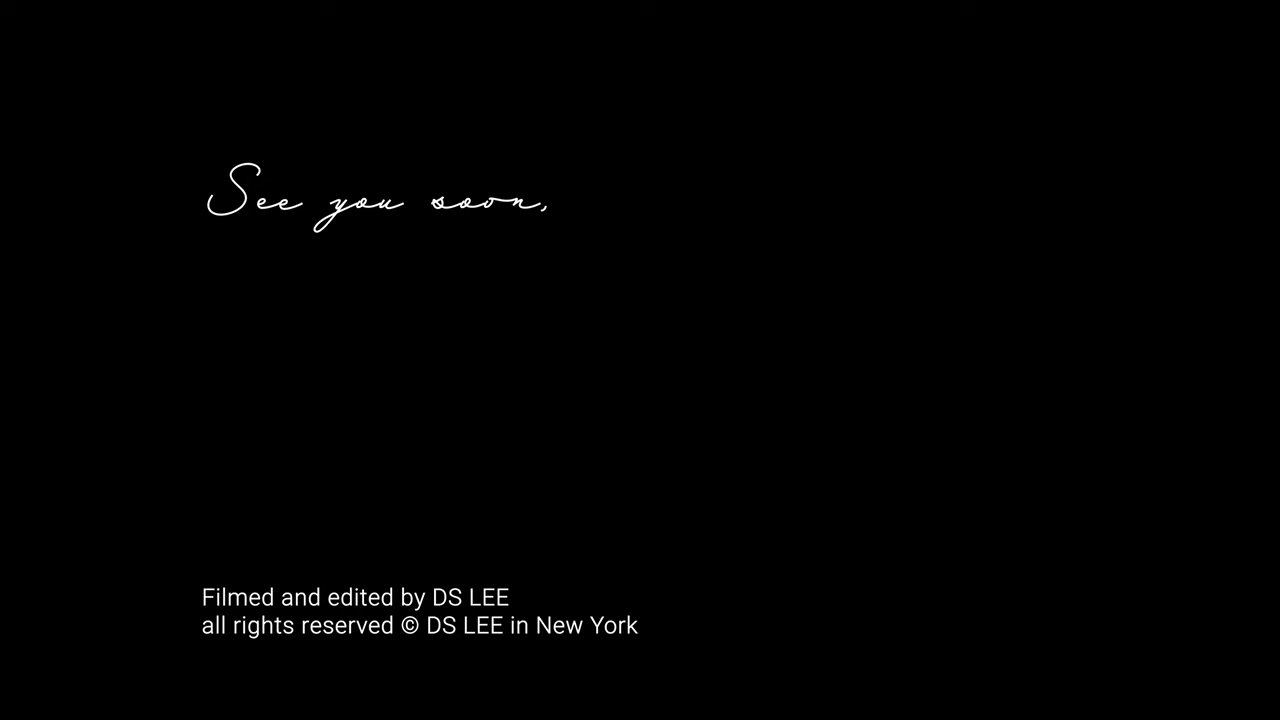 See you soon,
Filmed and edited by DS LEE
all rights reserved © DS LEE in New York